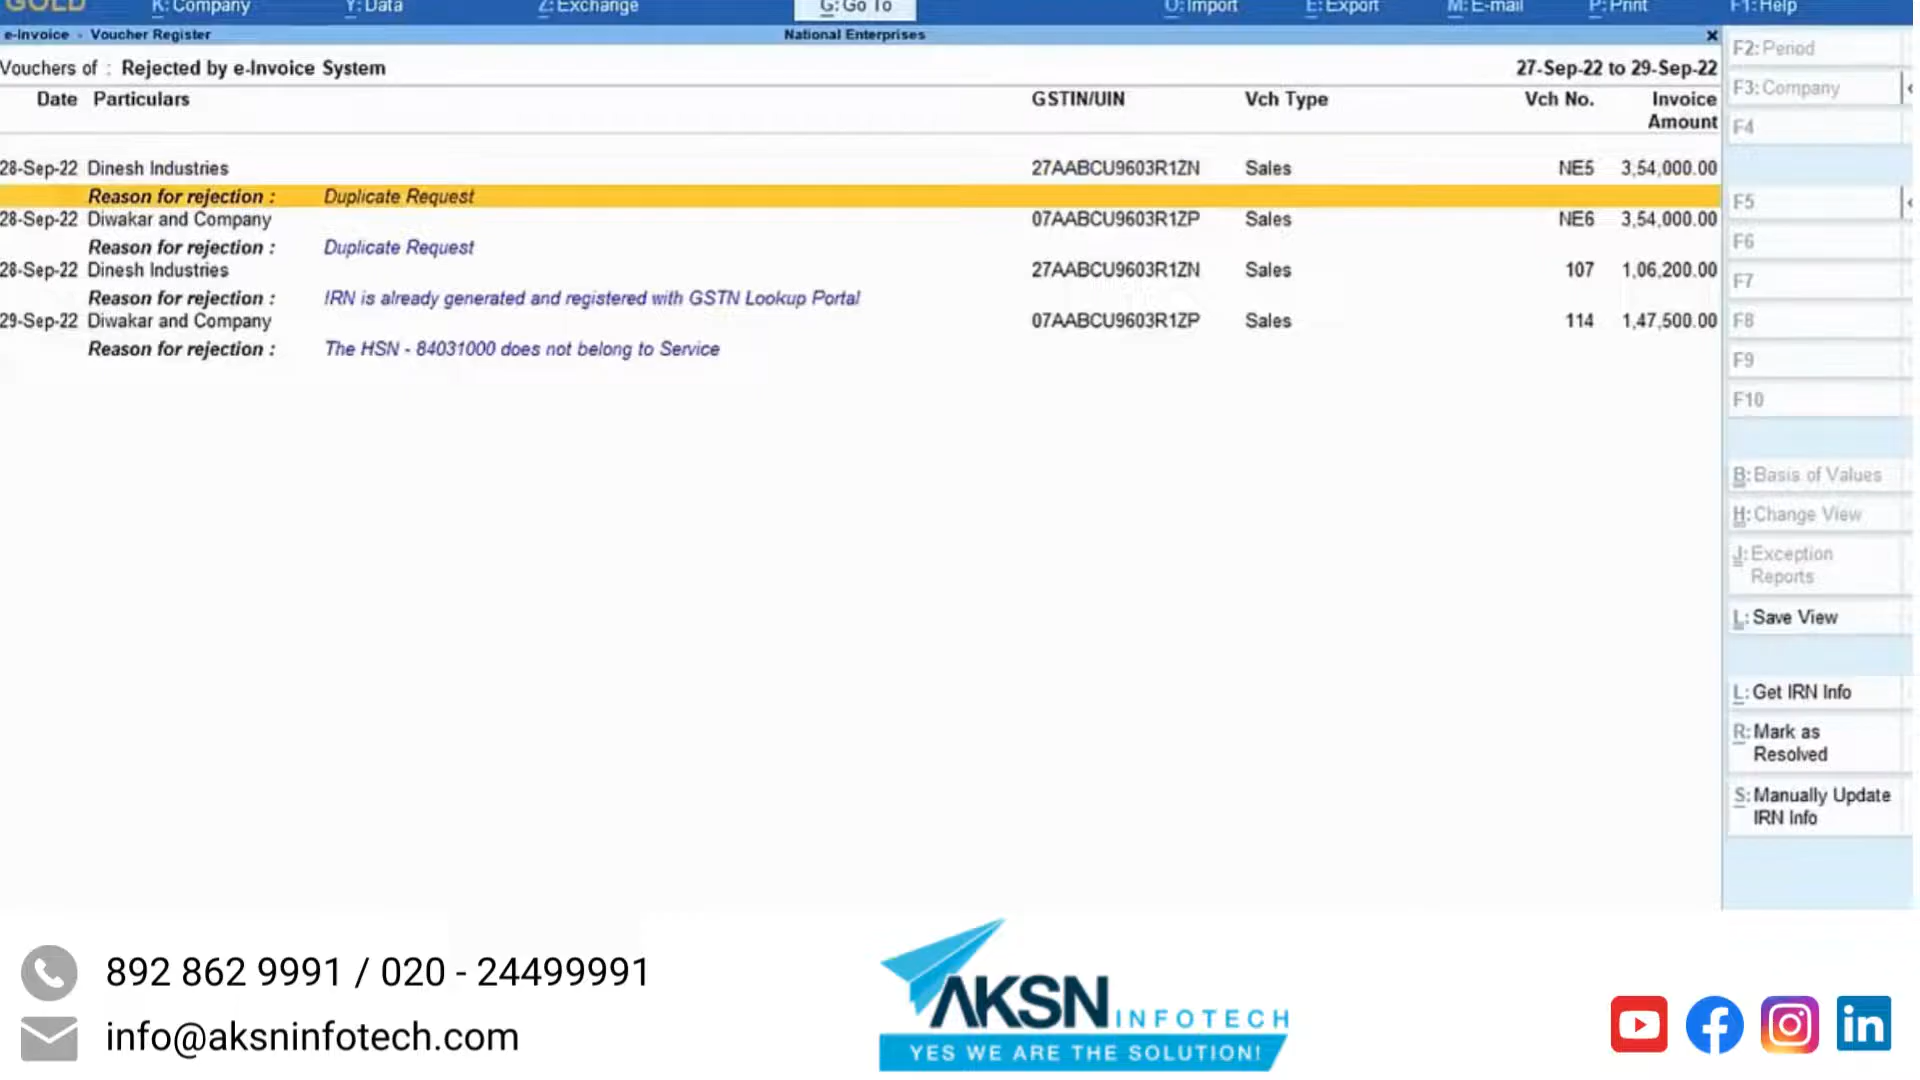 GOLD K: Company Y: Data Z: Exchange G: Go To O: Import E: Export M: E-mail P: Print F1: Help
e-Invoice - Voucher Register National Enterprises x
Vouchers of : Rejected by e-Invoice System 27-Sep-22 to 29-Sep-22
Date Particulars GSTIN/UIN Vch Type Vch No. Invoice
Amount
28-Sep-22 Dinesh Industries 27AABCU9603R1ZN Sales NE5 3,54,000.00
Reason for rejection : Duplicate Request
28-Sep-22 Diwakar and Company 07AABCU9603R1ZP Sales NE6 3,54,000.00
Reason for rejection : Duplicate Request
28-Sep-22 Dinesh Industries 27AABCU9603R1ZN Sales 107 1,06,200.00
Reason for rejection : IRN is already generated and registered with GSTN Lookup Portal
29-Sep-22 Diwakar and Company 07AABCU9603R1ZP Sales 114 1,47,500.00
Reason for rejection : The HSN - 84031000 does not belong to Service
F2: Period
F3: Company
F4
F5
F6
F7
F8
F9
F10
B: Basis of Values
H: Change View
J: Exception
Reports
L: Save View
L: Get IRN Info
R: Mark as
Resolved
S: Manually Update
IRN Info
892 862 9991 / 020 - 24499991
info@aksninfotech.com
AKSN INFOTECH
YES WE ARE THE SOLUTION!
in